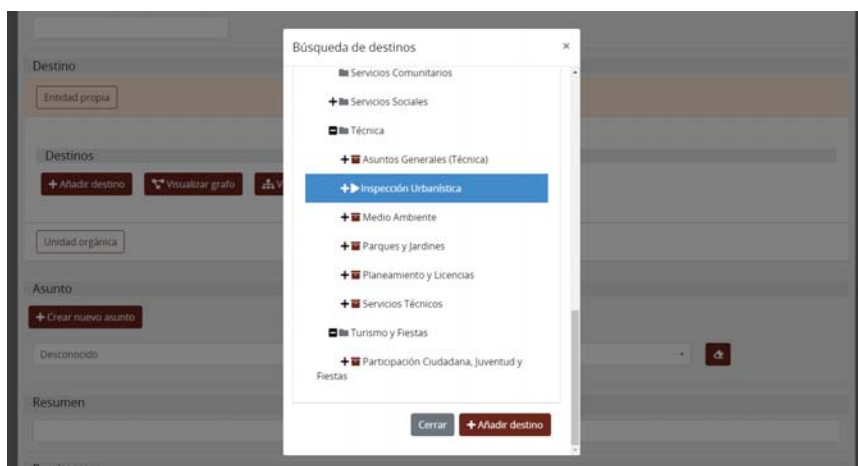 Búsqueda de destinos ×
Destino
Servicios Comunitarios
Entidad propia
Servicios Sociales
Técnica
Destinos
Asuntos Generales (Técnica)
Añadir destino Visualizar grafo V
Inspección Urbanística
Medio Ambiente
Unidad orgánica
Parques y Jardines
Planeamiento y Licencias
Asunto
Servicios Técnicos
Crear nuevo asunto
Turismo y Fiestas
Desconocido
Participación Ciudadana, Juventud y
Fiestas
Resumen
Cerrar Añadir destino